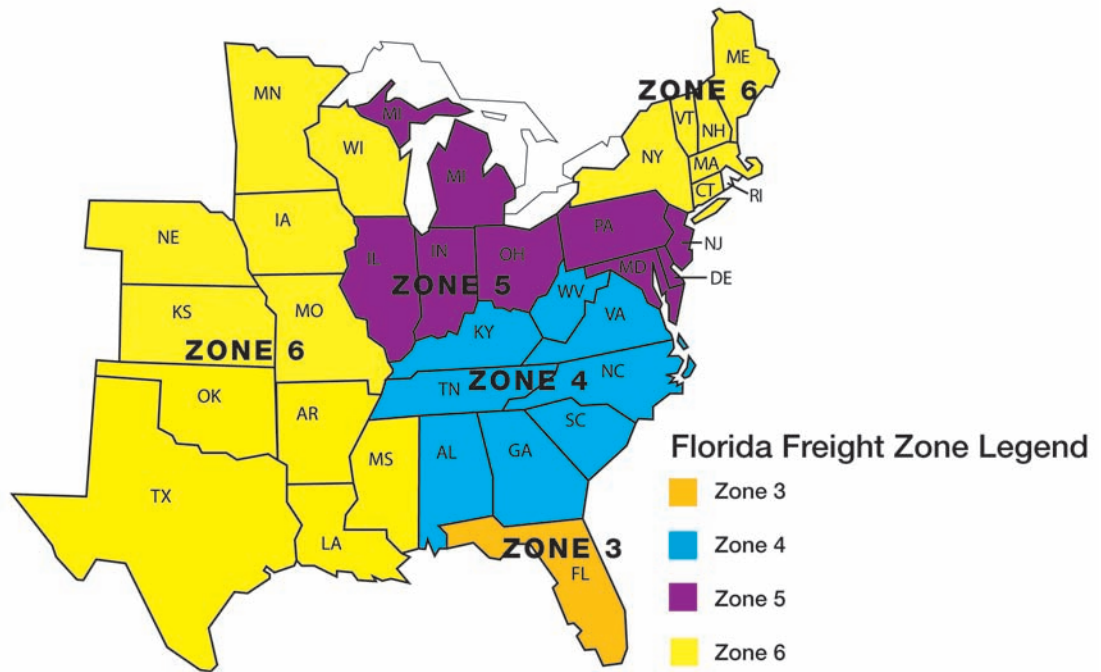 ME
ZONE 6
MN
MI
VT
NH
WI
NY
MA
MI
CT
RI
IA
PA
NE
NJ
IL
IN
OH
MD
DE
ZONE 5
WV
KS
MO
VA
KY
ZONE 6
NC
TN
ZONE 4
OK
AR
SC
MS
AL
GA
Florida Freight Zone Legend
TX
Zone 3
LA
ZONE 3
Zone 4
FL
Zone 5
Zone 6